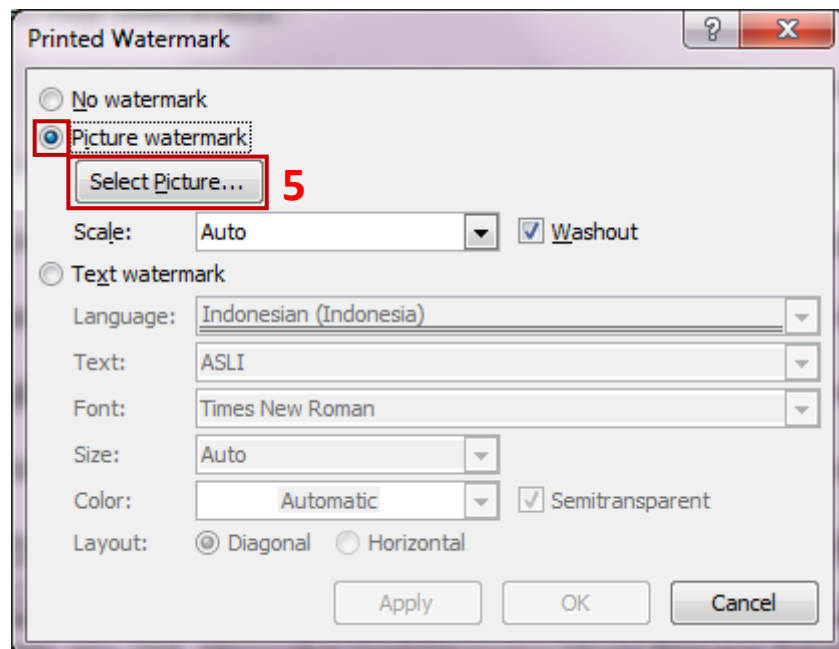 Printed Watermark
No watermark
Picture watermark
Select Picture... 5
Scale: Auto Washout
Text watermark
Language: Indonesian (Indonesia)
Text: ASLI
Font: Times New Roman
Size: Auto
Color: Automatic Semitransparent
Layout: Diagonal Horizontal
Apply OK Cancel